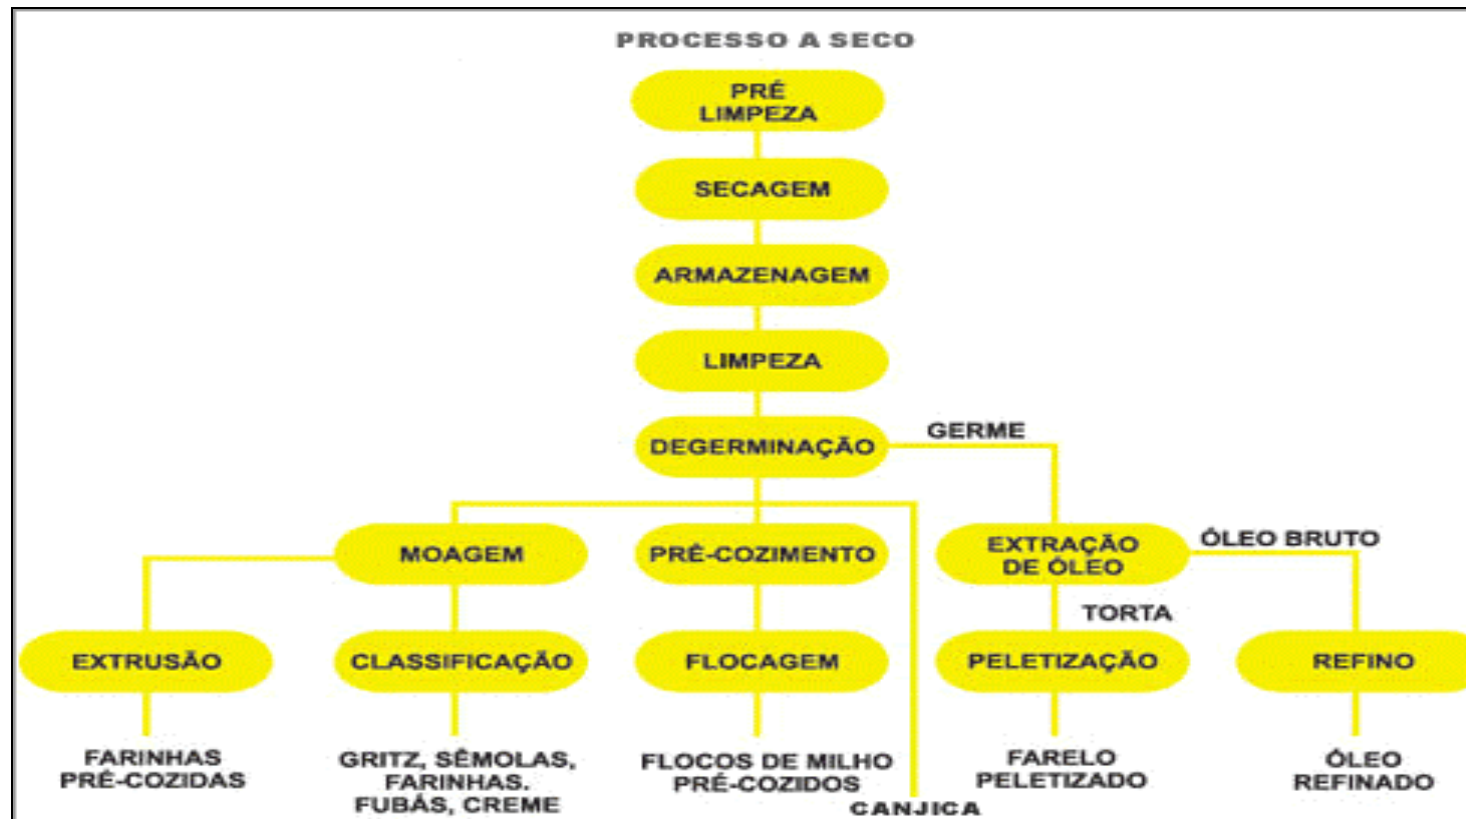 PROCESSO A SECO
PRÉ
LIMPEZA
SECAGEM
ARMAZENAGEM
LIMPEZA
DEGERMINAÇÃO
GERME
MOAGEM
PRÉ-COZIMENTO
EXTRAÇÃO
DE ÓLEO
ÓLEO BRUTO
TORTA
EXTRUSÃO
CLASSIFICAÇÃO
FLOCAGEM
PELETIZAÇÃO
REFINO
FARINHAS
PRÉ-COZIDAS
GRITZ, SÊMOLAS,
FARINHAS.
FUBÁS, CREME
FLOCOS DE MILHO
PRÉ-COZIDOS
CANJICA
FARELO
PELETIZADO
ÓLEO
REFINADO